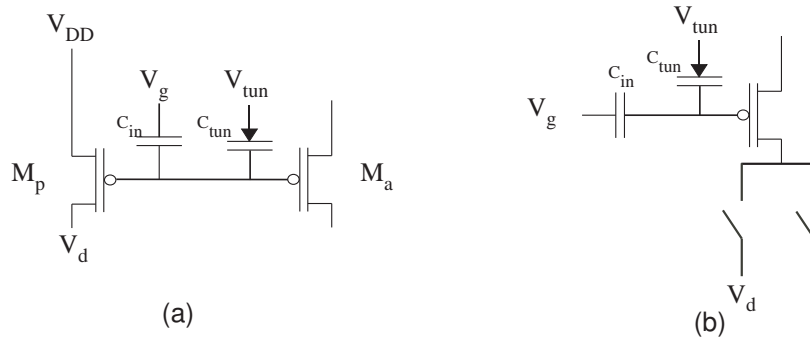 V_DD
V_g
V_tun
C_in
C_tun
M_p
M_a
V_d
(a)
V_tun
C_in
C_tun
V_g
V_d
(b)